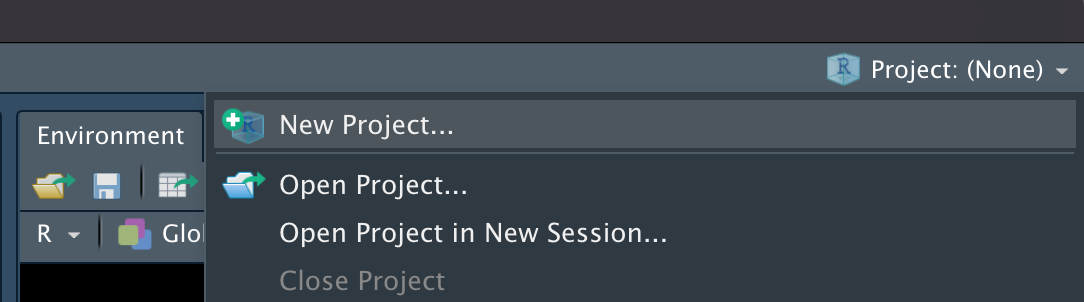 Project: (None)
New Project...
Environment
Open Project...
Open Project in New Session...
R
Glo
Close Project